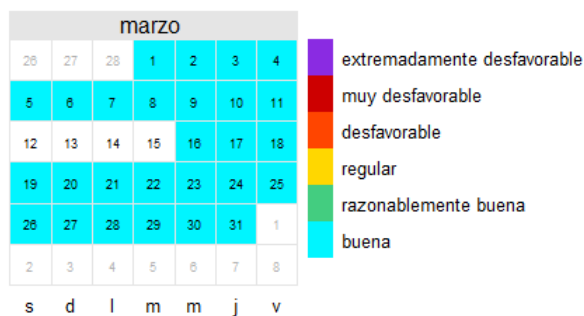 marzo
26 27 28 1 2 3 4
5 6 7 8 9 10 11
12 13 14 15 16 17 18
19 20 21 22 23 24 25
26 27 28 29 30 31 1
2 3 4 5 6 7 8
s d l m m j v
extremadamente desfavorable
muy desfavorable
desfavorable
regular
razonablemente buena
buena